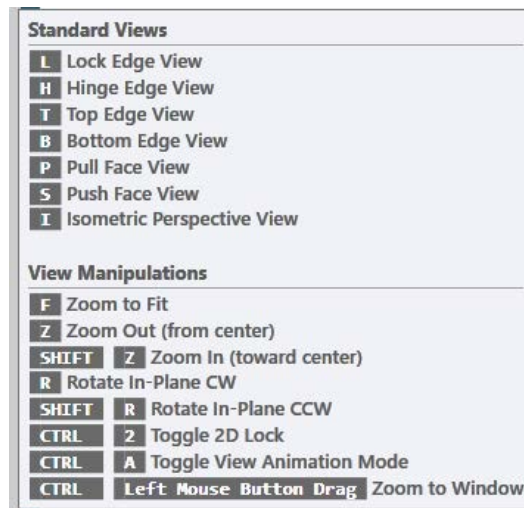 Standard Views
L Lock Edge View
H Hinge Edge View
T Top Edge View
B Bottom Edge View
P Pull Face View
S Push Face View
I Isometric Perspective View
View Manipulations
F Zoom to Fit
Z Zoom Out (from center)
SHIFT Z Zoom In (toward center)
R Rotate In-Plane CW
SHIFT R Rotate In-Plane CCW
CTRL 2 Toggle 2D Lock
CTRL A Toggle View Animation Mode
CTRL Left Mouse Button Drag Zoom to Window